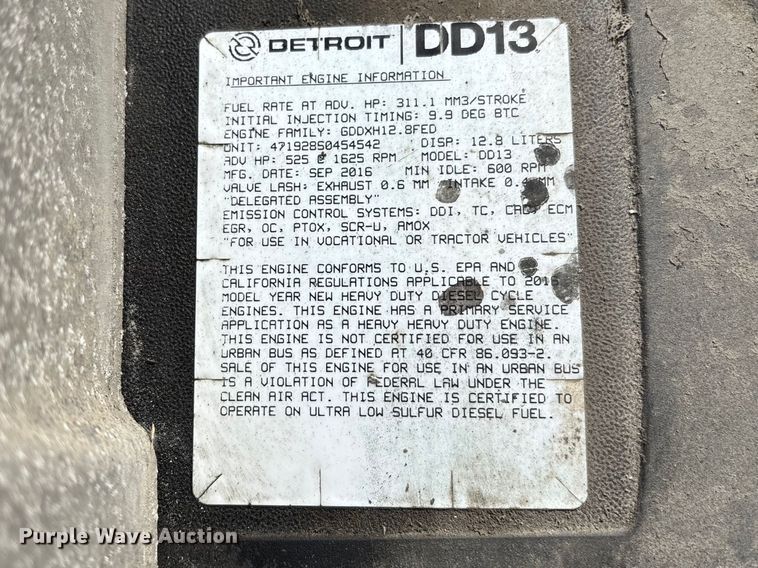 DETROIT | DD13
IMPORTANT ENGINE INFORMATION
FUEL RATE AT ADV. HP: 311.1 MM3/STROKE
INITIAL INJECTION TIMING: 9.9 DEG BTC
ENGINE FAMILY: GDDXH12.8FED
UNIT: 471928S0454542 DISP: 12.8 LITERS
ADV HP: 525 @ 1625 RPM MODEL: DD13
MFG. DATE: SEP 2016 MIN IDLE: 600 RPM
VALVE LASH: EXHAUST 0.6 MM INTAKE 0.4 MM
"DELEGATED ASSEMBLY"
EMISSION CONTROL SYSTEMS: DDI, TC, CAC, ECM
EGR, OC, PTOX, SCR-U, AMOX
"FOR USE IN VOCATIONAL OR TRACTOR VEHICLES"
THIS ENGINE CONFORMS TO U.S. EPA AND
CALIFORNIA REGULATIONS APPLICABLE TO 2016
MODEL YEAR NEW HEAVY DUTY DIESEL CYCLE
ENGINES. THIS ENGINE HAS A PRIMARY SERVICE
APPLICATION AS A HEAVY HEAVY DUTY ENGINE.
THIS ENGINE IS NOT CERTIFIED FOR USE IN AN
URBAN BUS AS DEFINED AT 40 CFR 86.093-2.
SALE OF THIS ENGINE FOR USE IN AN URBAN BUS
IS A VIOLATION OF FEDERAL LAW UNDER THE
CLEAN AIR ACT. THIS ENGINE IS CERTIFIED TO
OPERATE ON ULTRA LOW SULFUR DIESEL FUEL.
Purple Wave Auction